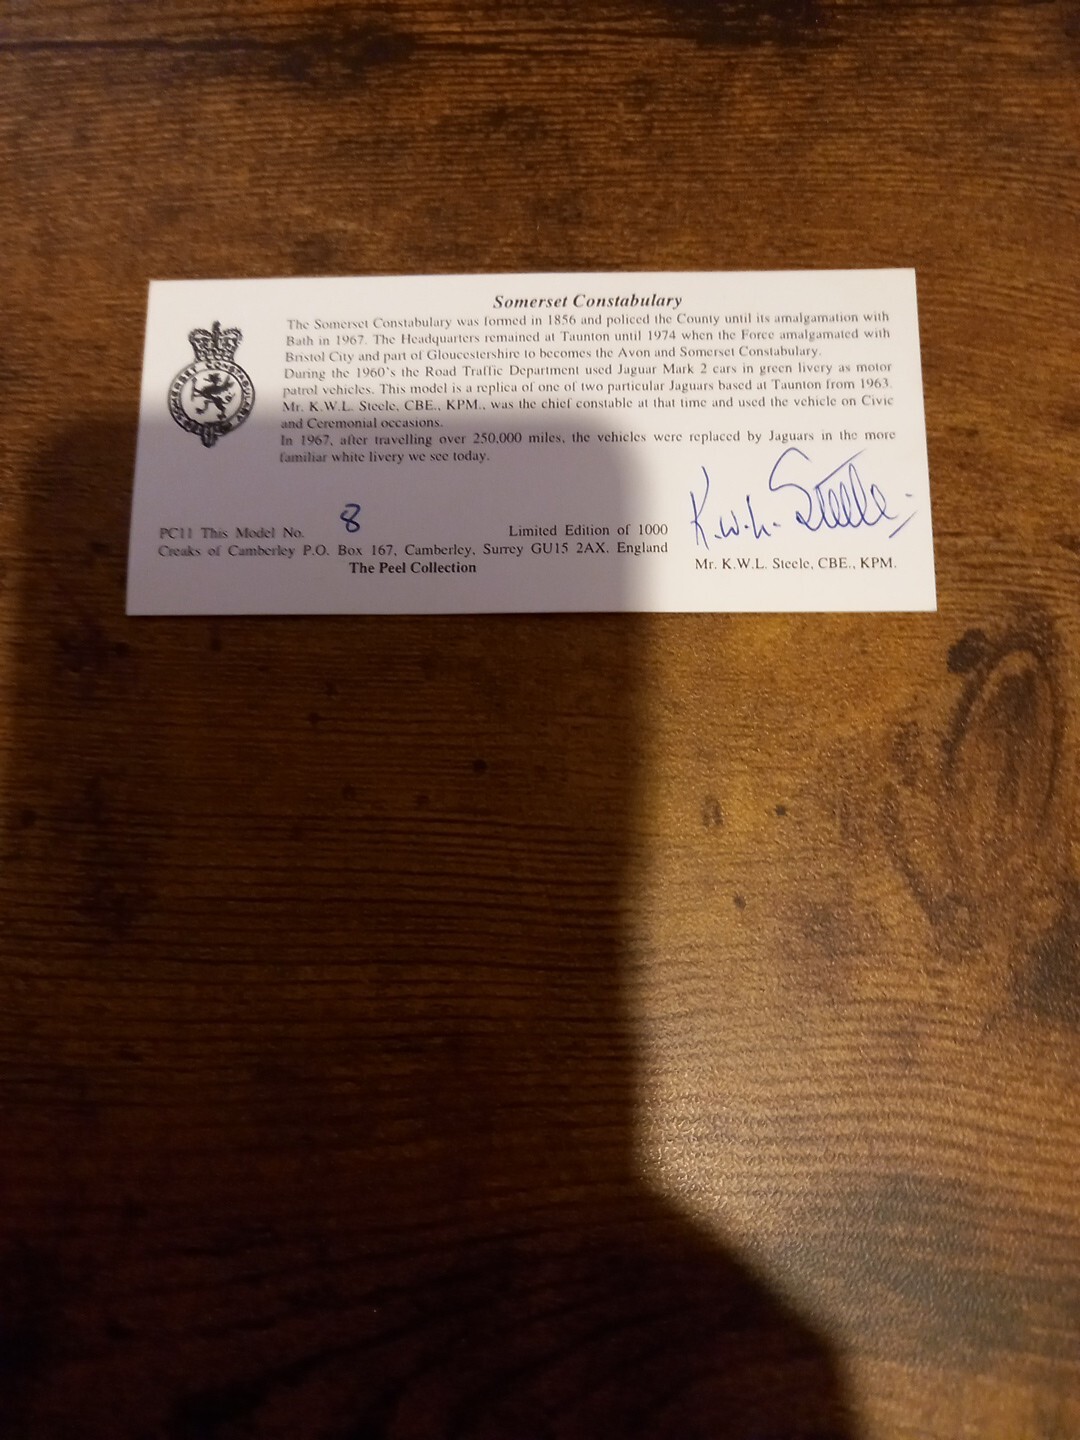 Somerset Constabulary
The Somerset Constabulary was formed in 1856 and policed the County until its amalgamation with
Bath in 1967. The Headquarters remained at Taunton until 1974 when the Force amalgamated with
Bristol City and part of Gloucestershire to becomes the Avon and Somerset Constabulary.
During the 1960's the Road Traffic Department used Jaguar Mark 2 cars in green livery as motor
patrol vehicles. This model is a replica of one of two particular Jaguars based at Taunton from 1963.
Mr. K.W.L. Steele, CBE., KPM., was the chief constable at that time and used the vehicle on Civic
and Ceremonial occasions.
In 1967, after travelling over 250,000 miles, the vehicles were replaced by Jaguars in the more
familiar white livery we see today.
SOMERSET CONSTABULARY
K.W.L. Steele
PC11 This Model No. 8 Limited Edition of 1000
Creaks of Camberley P.O. Box 167, Camberley, Surrey GU15 2AX. England
Mr. K.W.L. Steele, CBE., KPM.
The Peel Collection